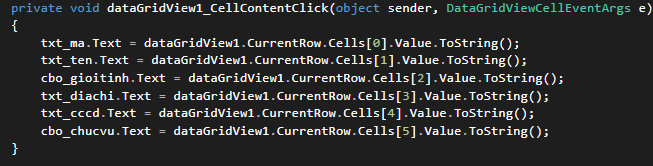 private void dataGridView1_CellContentClick(object sender, DataGridViewCellEventArgs e)
{
txt_ma.Text = dataGridView1.CurrentRow.Cells[0].Value.ToString();
txt_ten.Text = dataGridView1.CurrentRow.Cells[1].Value.ToString();
cbo_gioitinh.Text = dataGridView1.CurrentRow.Cells[2].Value.ToString();
txt_diachi.Text = dataGridView1.CurrentRow.Cells[3].Value.ToString();
txt_cccd.Text = dataGridView1.CurrentRow.Cells[4].Value.ToString();
cbo_chucvu.Text = dataGridView1.CurrentRow.Cells[5].Value.ToString();
}